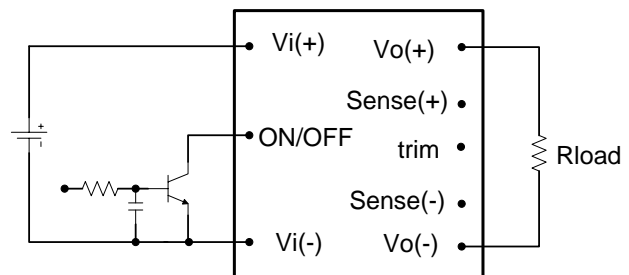 Vi(+)
Vo(+)
Sense(+)
ON/OFF
trim
Rload
Sense(-)
Vi(-)
Vo(-)
+
-